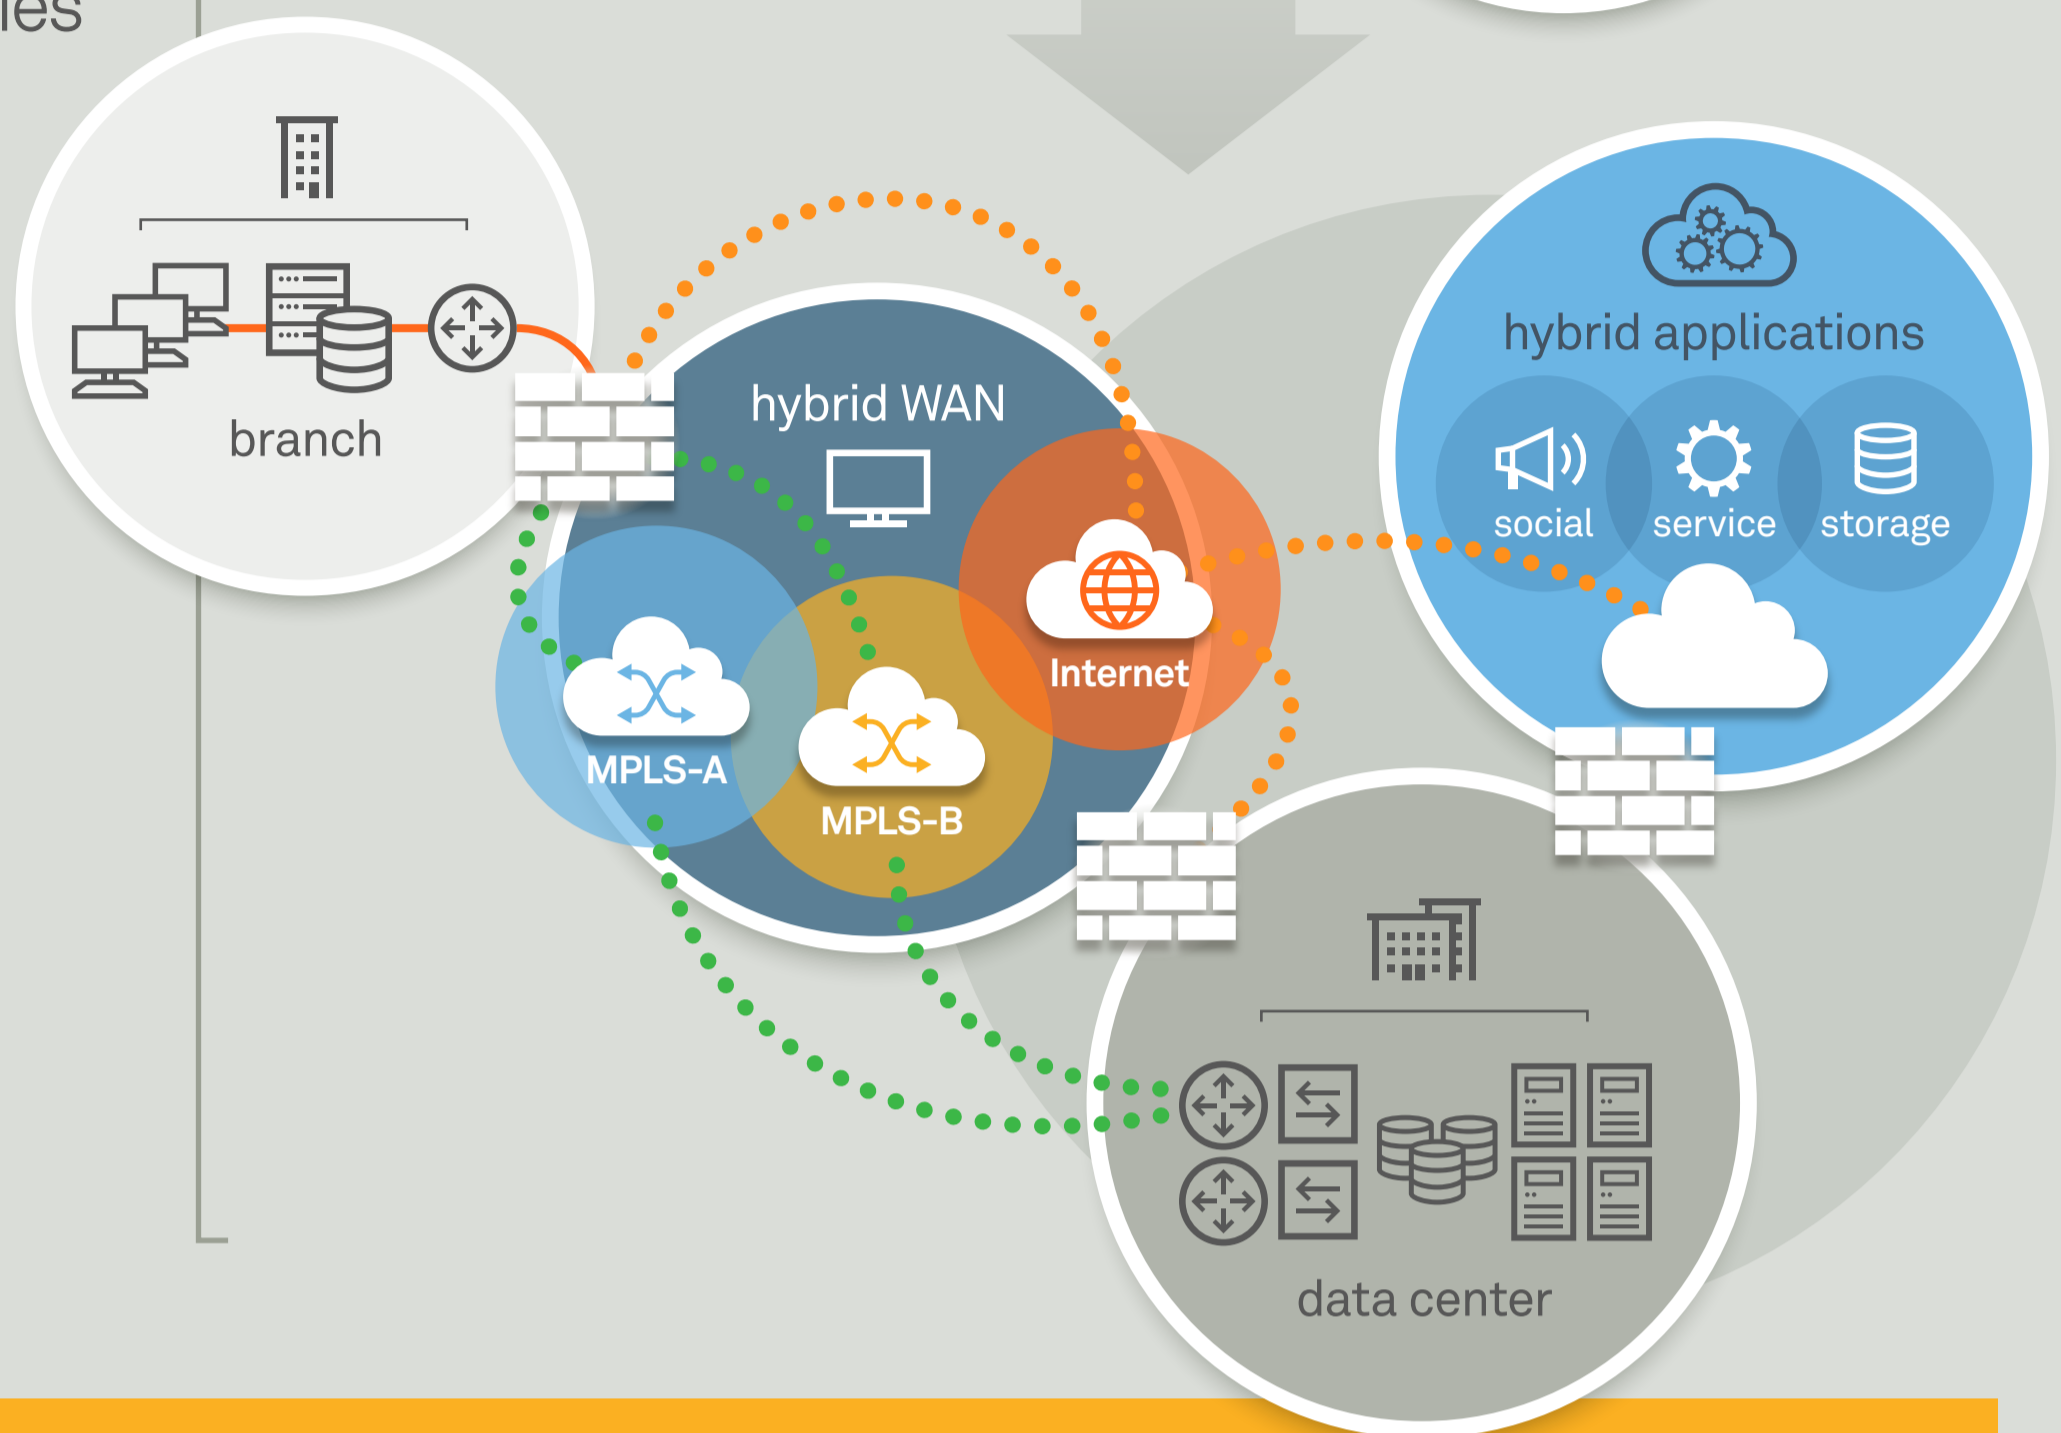 branch
hybrid WAN
hybrid applications
social
service
storage
Internet
MPLS-A
MPLS-B
data center